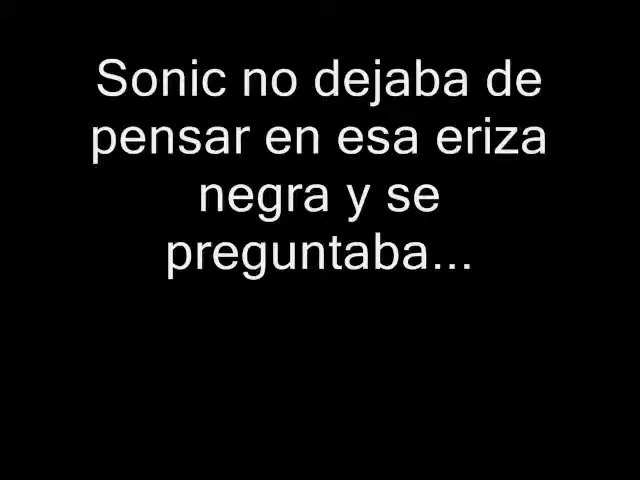 Sonic no dejaba de
pensar en esa eriza
negra y se
preguntaba...